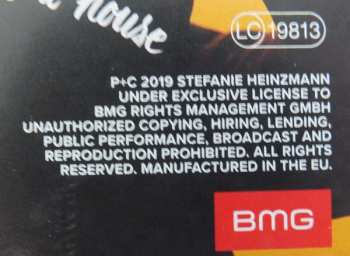 house
LC 19813
P+C 2019 STEFANIE HEINZMANN
UNDER EXCLUSIVE LICENSE TO
BMG RIGHTS MANAGEMENT GMBH
UNAUTHORIZED COPYING, HIRING, LENDING,
PUBLIC PERFORMANCE, BROADCAST AND
REPRODUCTION PROHIBITED. ALL RIGHTS
RESERVED. MANUFACTURED IN THE EU.
BMG